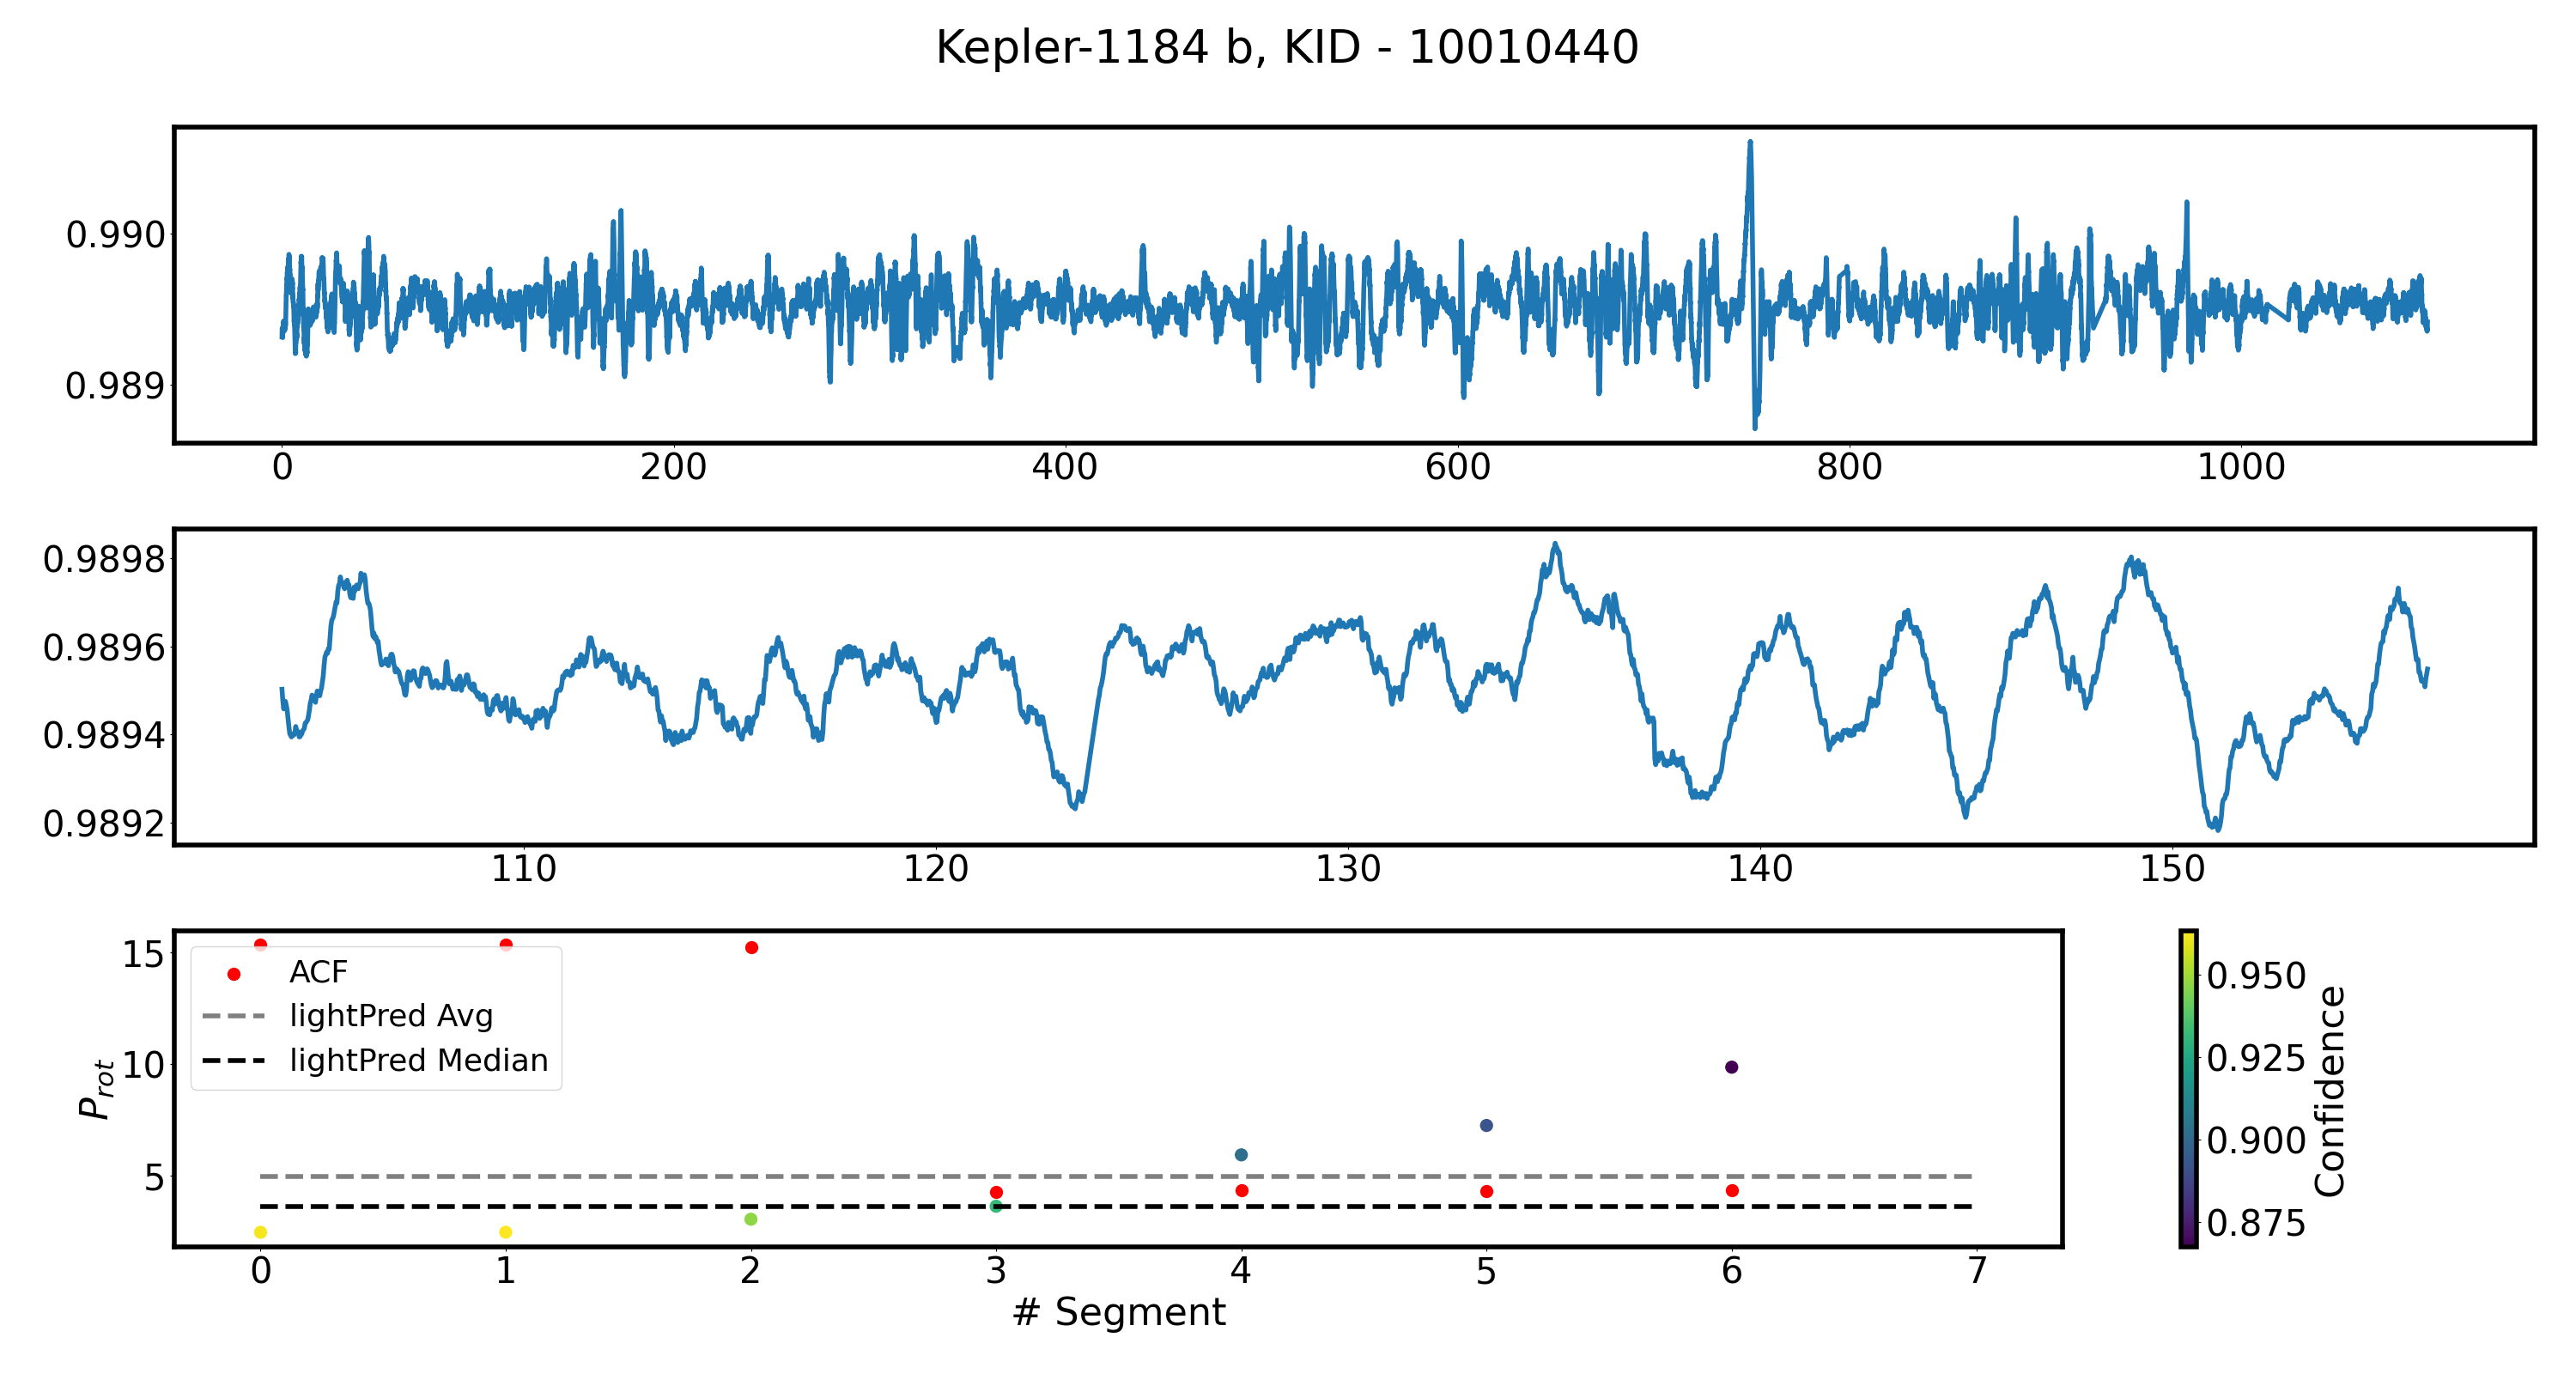 Kepler-1184 b, KID - 10010440
0.990
0.989
0 200 400 600 800 1000
0.9898
0.9896
0.9894
0.9892
110 120 130 140 150
15
10
5
P_rot
ACF
lightPred Avg
lightPred Median
0 1 2 3 4 5 6 7
# Segment
0.950
0.925
0.900
0.875
Confidence